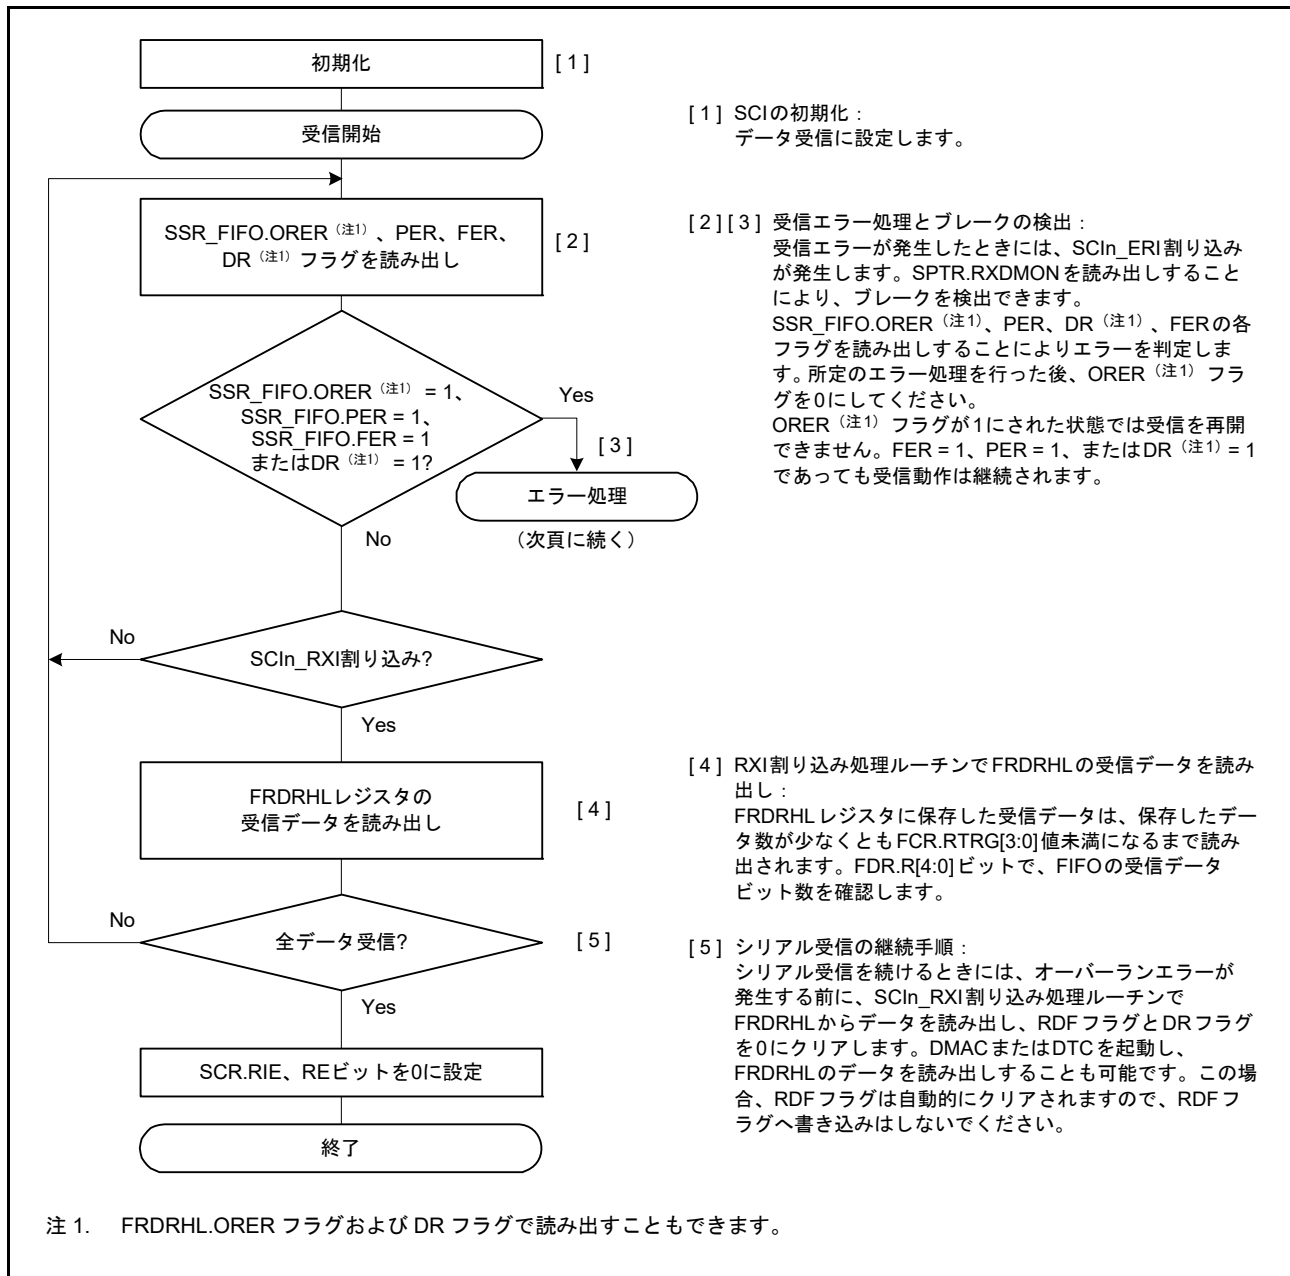 初期化
[ 1 ]
受信開始
[ 1 ] SCIの初期化：
データ受信に設定します。
SSR_FIFO.ORER（注1）、PER、FER、
DR（注1）フラグを読み出し
[ 2 ]
[ 2 ] [ 3 ] 受信エラー処理とブレークの検出：
受信エラーが発生したときには、SCIn_ERI割り込み
が発生します。SPTR.RXDMONを読み出しすること
により、ブレークを検出できます。
SSR_FIFO.ORER（注1）、PER、DR（注1）、FERの各
フラグを読み出しすることによりエラーを判定しま
す。所定のエラー処理を行った後、ORER（注1）フラ
グを0にしてください。
ORER（注1）フラグが1にされた状態では受信を再開
できません。FER = 1、PER = 1、またはDR（注1）= 1
であっても受信動作は継続されます。
SSR_FIFO.ORER（注1）= 1、
SSR_FIFO.PER = 1、
SSR_FIFO.FER = 1
またはDR（注1）= 1?
Yes
[ 3 ]
エラー処理
（次頁に続く）
No
No
SCIn_RXI割り込み?
Yes
FRDRHLレジスタの
受信データを読み出し
[ 4 ]
[ 4 ] RXI割り込み処理ルーチンでFRDRHLの受信データを読み
出し：
FRDRHLレジスタに保存した受信データは、保存したデー
タ数が少なくともFCR.RTRG[3:0]値未満になるまで読み
出されます。FDR.R[4:0]ビットで、FIFOの受信データ
ビット数を確認します。
No
全データ受信?
[ 5 ]
[ 5 ] シリアル受信の継続手順：
シリアル受信を続けるときには、オーバーランエラーが
発生する前に、SCIn_RXI割り込み処理ルーチンで
FRDRHLからデータを読み出し、RDFフラグとDRフラグ
を0にクリアします。DMACまたはDTCを起動し、
FRDRHLのデータを読み出しすることも可能です。この場
合、RDFフラグは自動的にクリアされますので、RDFフ
ラグへ書き込みはしないでください。
Yes
SCR.RIE、REビットを0に設定
終了
注 1. FRDRHL.ORER フラグおよび DR フラグで読み出すこともできます。